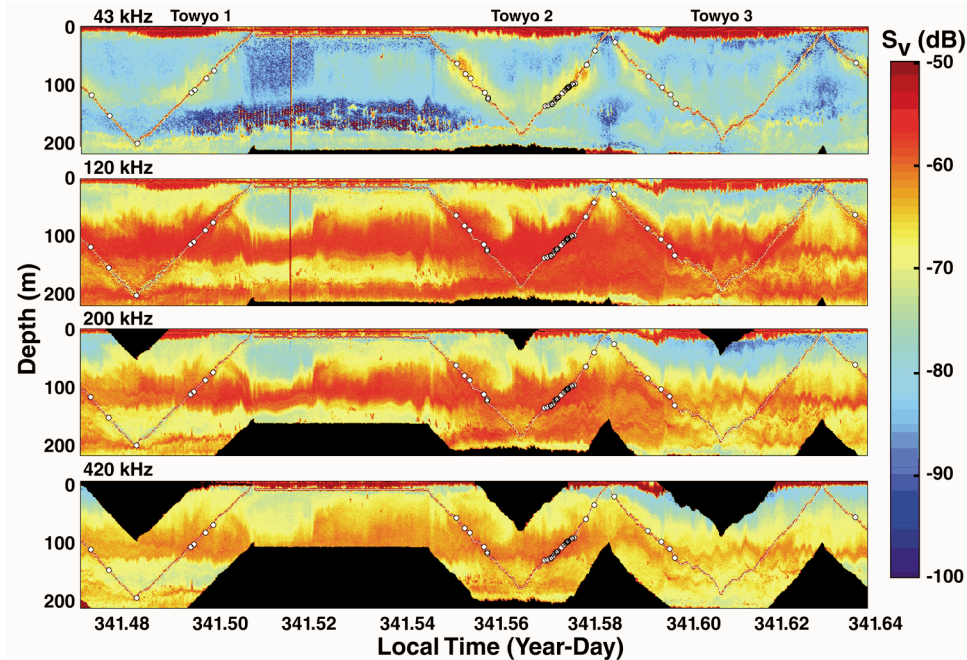 43 kHz Towyo 1 Towyo 2 Towyo 3
Sv (dB)
0
100
200
-50
-60
-70
-80
-90
-100
120 kHz
0
100
200
200 kHz
0
100
200
420 kHz
0
100
200
Depth (m)
341.48 341.50 341.52 341.54 341.56 341.58 341.60 341.62 341.64
Local Time (Year-Day)